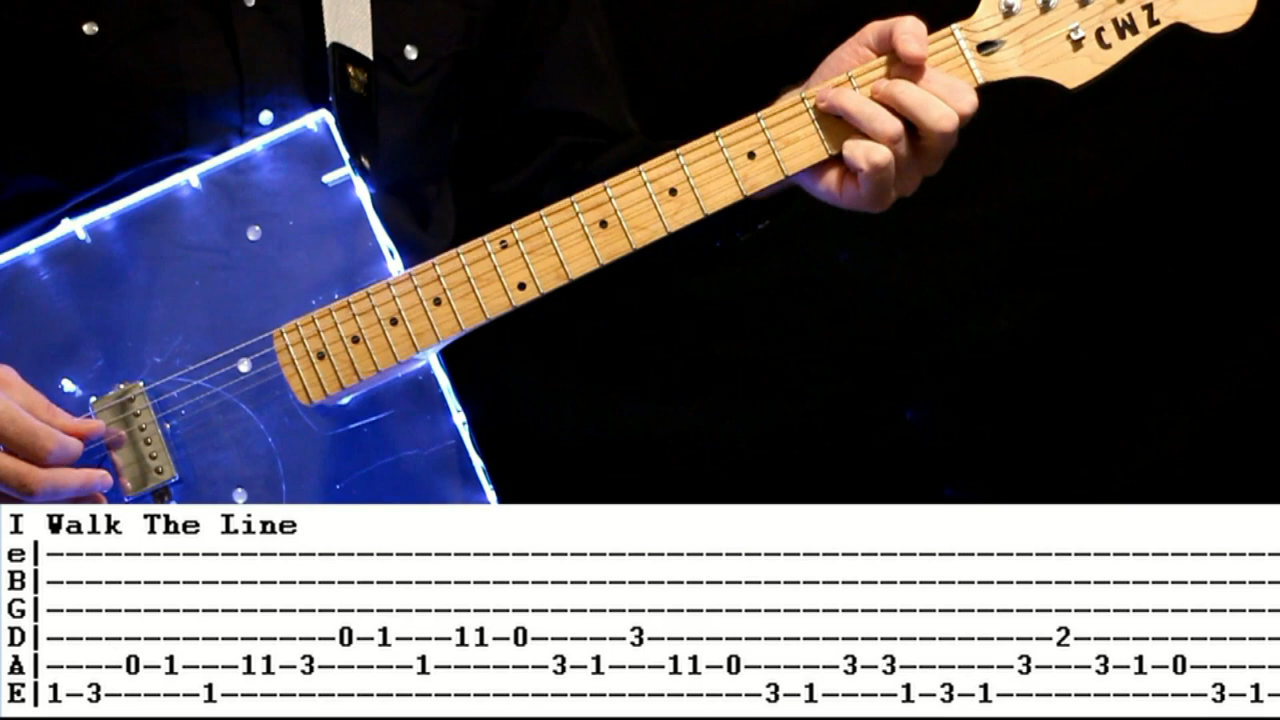 CWZ
I Walk The Line
e|----------------------------------------------------------------
B|----------------------------------------------------------------
G|----------------------------------------------------------------
D|---------------0-1---11-0-----3---------------------2-----------
A|----0-1---11-3-----1------3-1---11-0-----3-3------3---3-1-0-----
E|1-3-----1----------------------------3-1----1-3-1-----------3-1-